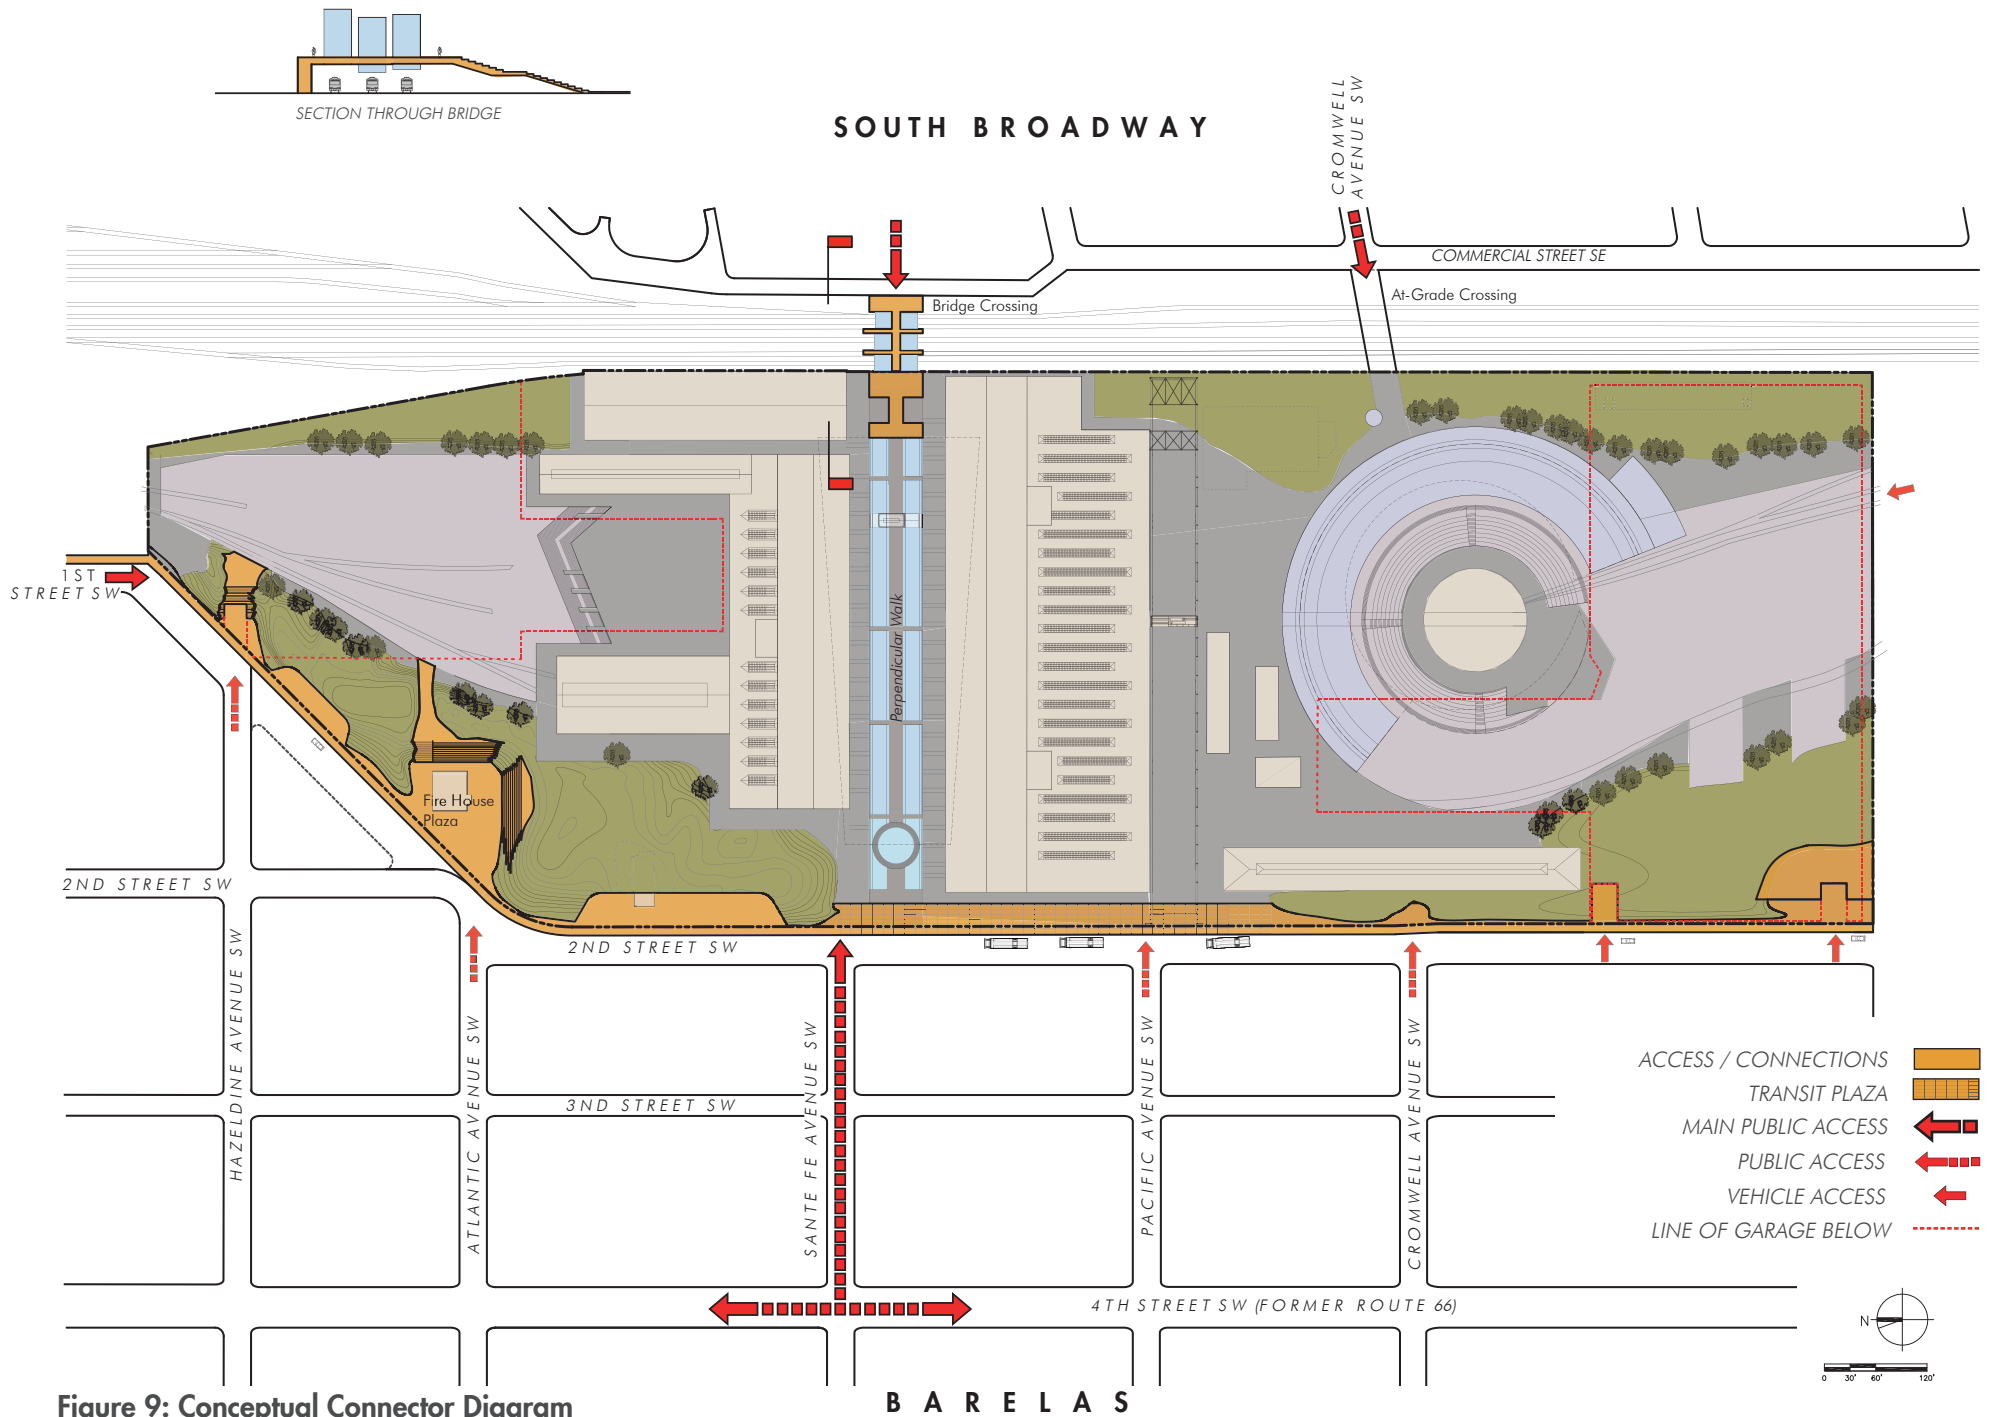 SECTION THROUGH BRIDGE
SOUTH BROADWAY
CROMWELL
AVENUE SW
COMMERCIAL STREET SE
Bridge Crossing
At-Grade Crossing
1ST
STREET SW
Perpendicular Walk
Fire House
Plaza
2ND STREET SW
2ND STREET SW
HAZELDINE AVENUE SW
ATLANTIC AVENUE SW
SANTE FE AVENUE SW
PACIFIC AVENUE SW
CROMWELL AVENUE SW
3ND STREET SW
4TH STREET SW (FORMER ROUTE 66)
ACCESS / CONNECTIONS
TRANSIT PLAZA
MAIN PUBLIC ACCESS
PUBLIC ACCESS
VEHICLE ACCESS
LINE OF GARAGE BELOW
N
0 30' 60' 120'
Figure 9: Conceptual Connector Diagram
BARELAS